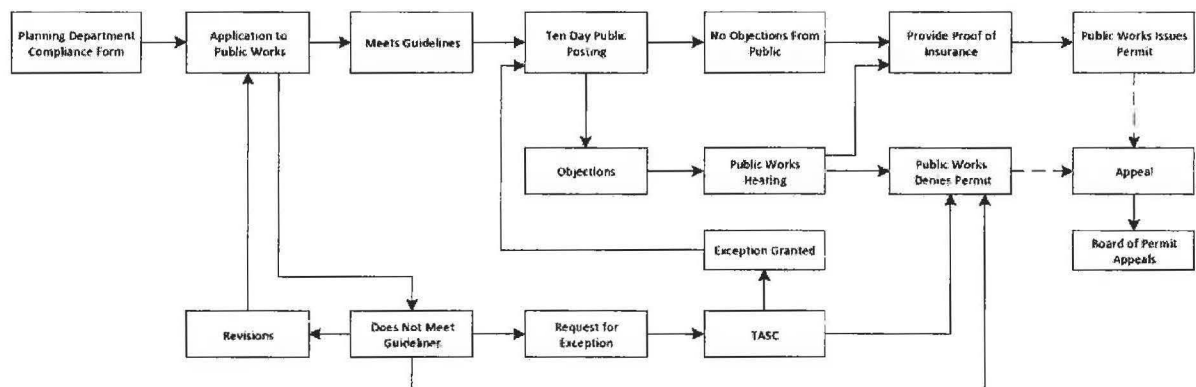 Planning Department
Compliance Form
Application to
Public Works
Meets Guidelines
Ten Day Public
Posting
No Objections From
Public
Provide Proof of
Insurance
Public Works Issues
Permit
Objections
Public Works
Hearing
Public Works
Denies Permit
Appeal
Exception Granted
Board of Permit
Appeals
Revisions
Does Not Meet
Guidelines
Request for
Exception
TASC